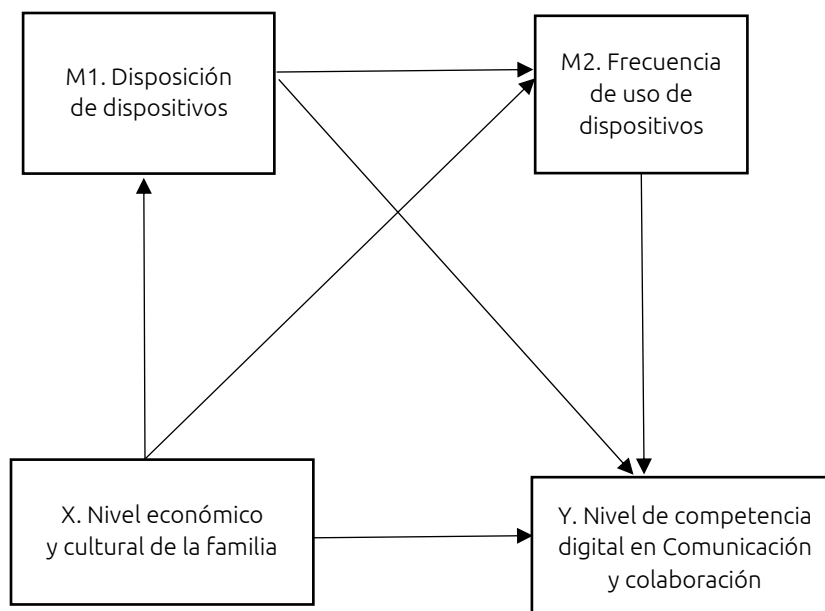 M1. Disposición
de dispositivos
M2. Frecuencia
de uso de
dispositivos
X. Nivel económico
y cultural de la familia
Y. Nivel de competencia
digital en Comunicación
y colaboración